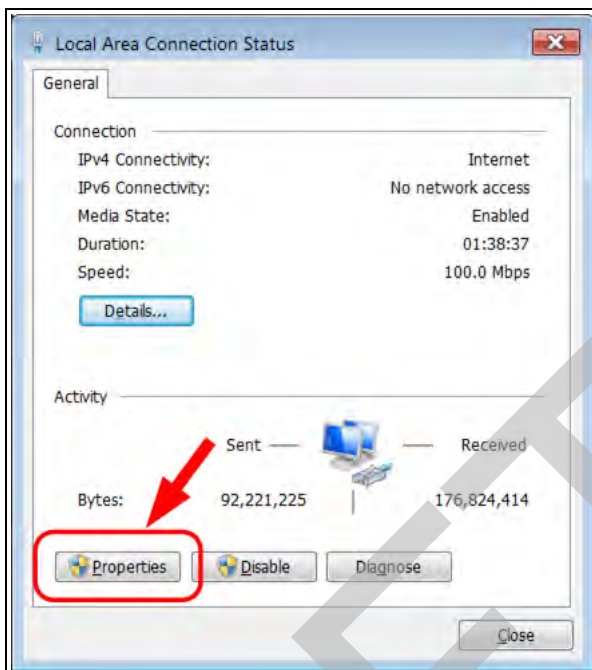 Local Area Connection Status
General
Connection
IPv4 Connectivity: Internet
IPv6 Connectivity: No network access
Media State: Enabled
Duration: 01:38:37
Speed: 100.0 Mbps
Details...
Activity
Sent Received
Bytes: 92,221,225 176,824,414
Properties Disable Diagnose
Close